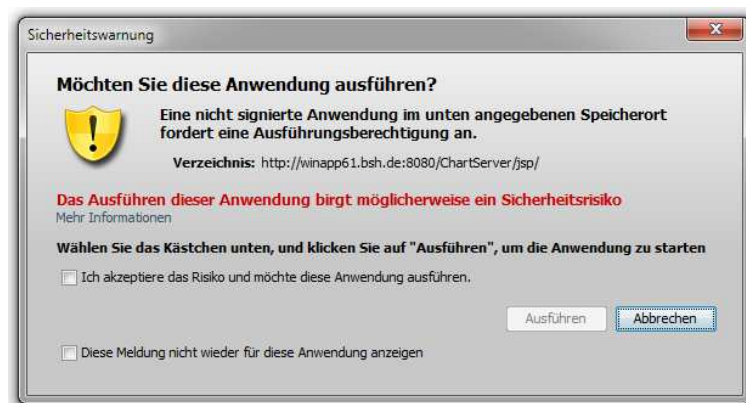 Sicherheitswarnung
Möchten Sie diese Anwendung ausführen?
Eine nicht signierte Anwendung im unten angegebenen Speicherort
fordert eine Ausführungsberechtigung an.
Verzeichnis: http://winapp61.bsh.de:8080/ChartServer/jsp/
Das Ausführen dieser Anwendung birgt möglicherweise ein Sicherheitsrisiko
Mehr Informationen
Wählen Sie das Kästchen unten, und klicken Sie auf "Ausführen", um die Anwendung zu starten
Ich akzeptiere das Risiko und möchte diese Anwendung ausführen.
Ausführen Abbrechen
Diese Meldung nicht wieder für diese Anwendung anzeigen